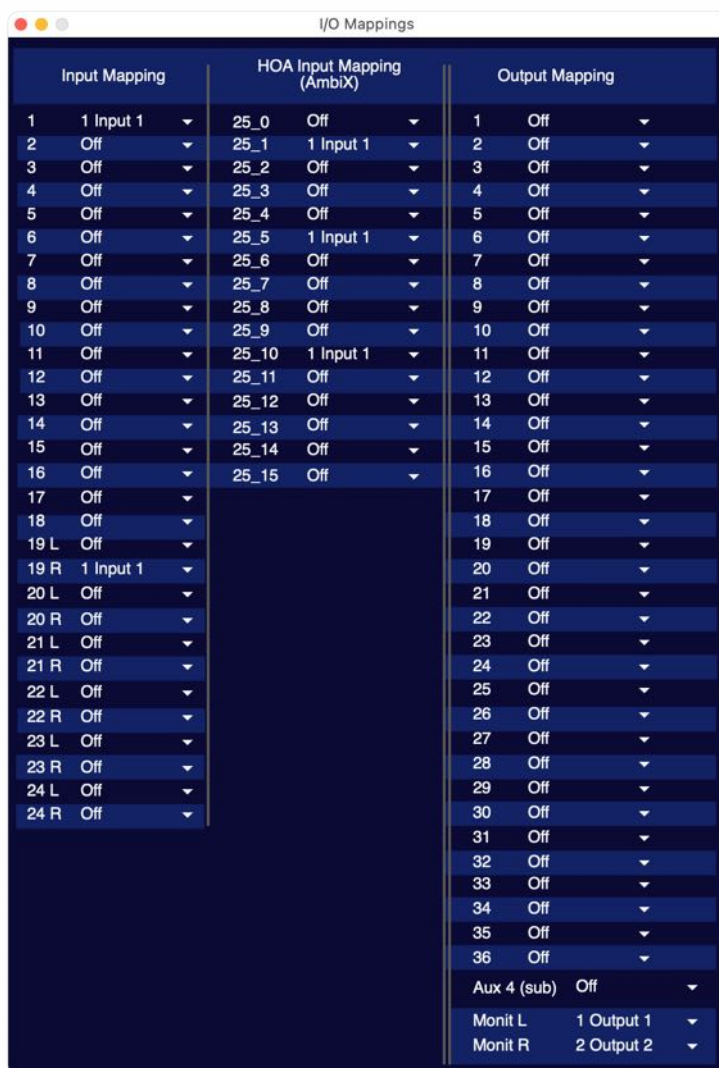 I/O Mappings
Input Mapping
1 1 Input 1
2 Off
3 Off
4 Off
5 Off
6 Off
7 Off
8 Off
9 Off
10 Off
11 Off
12 Off
13 Off
14 Off
15 Off
16 Off
17 Off
18 Off
19 L Off
19 R 1 Input 1
20 L Off
20 R Off
21 L Off
21 R Off
22 L Off
22 R Off
23 L Off
23 R Off
24 L Off
24 R Off
HOA Input Mapping
(AmbiX)
25_0 Off
25_1 1 Input 1
25_2 Off
25_3 Off
25_4 Off
25_5 1 Input 1
25_6 Off
25_7 Off
25_8 Off
25_9 Off
25_10 1 Input 1
25_11 Off
25_12 Off
25_13 Off
25_14 Off
25_15 Off
Output Mapping
1 Off
2 Off
3 Off
4 Off
5 Off
6 Off
7 Off
8 Off
9 Off
10 Off
11 Off
12 Off
13 Off
14 Off
15 Off
16 Off
17 Off
18 Off
19 Off
20 Off
21 Off
22 Off
23 Off
24 Off
25 Off
26 Off
27 Off
28 Off
29 Off
30 Off
31 Off
32 Off
33 Off
34 Off
35 Off
36 Off
Aux 4 (sub) Off
Monit L 1 Output 1
Monit R 2 Output 2